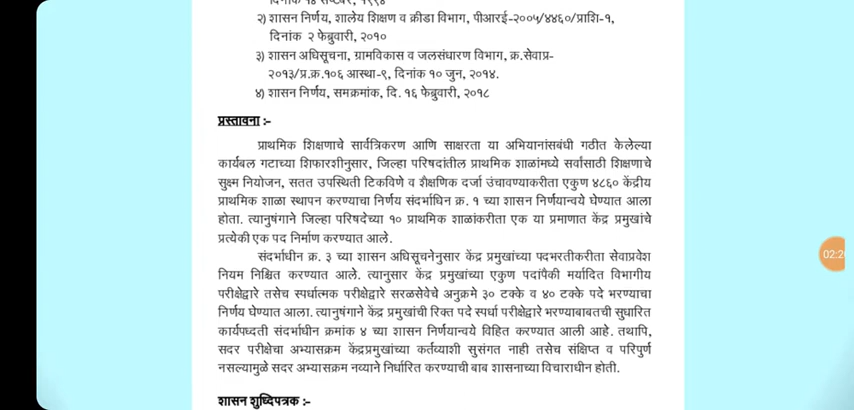 दिनांक १४ सप्टेंबर, १९९४
२) शासन निर्णय, शालेय शिक्षण व क्रीडा विभाग, पीआरई-२००५/४४६०/प्राशि-१,
दिनांक २ फेब्रुवारी, २०१०
३) शासन अधिसूचना, ग्रामविकास व जलसंधारण विभाग, क्र.सेवाप्र-
२०१३/प्र.क्र.१०६ आस्था-९, दिनांक १० जुन, २०१४.
४) शासन निर्णय, समक्रमांक, दि. १६ फेब्रुवारी, २०१८
प्रस्तावना :-
प्राथमिक शिक्षणाचे सार्वत्रिकरण आणि साक्षरता या अभियानांसबंधी गठीत केलेल्या
कार्यबल गटाच्या शिफारशीनुसार, जिल्हा परिषदांतील प्राथमिक शाळांमध्ये सर्वांसाठी शिक्षणाचे
सुक्ष्म नियोजन, सतत उपस्थिती टिकविणे व शैक्षणिक दर्जा उंचावण्याकरीता एकुण ४८६० केंद्रीय
प्राथमिक शाळा स्थापन करण्याचा निर्णय संदर्भाधिन क्र. १ च्या शासन निर्णयान्वये घेण्यात आला
होता. त्यानुषंगाने जिल्हा परिषदेच्या १० प्राथमिक शाळांकरीता एक या प्रमाणात केंद्र प्रमुखांचे
प्रत्येकी एक पद निर्माण करण्यात आले.
संदर्भाधीन क्र. ३ च्या शासन अधिसूचनेनुसार केंद्र प्रमुखांच्या पदभरतीकरीता सेवाप्रवेश
नियम निश्चित करण्यात आले. त्यानुसार केंद्र प्रमुखांच्या एकुण पदांपैकी मर्यादित विभागीय
परीक्षेद्वारे तसेच स्पर्धात्मक परीक्षेद्वारे सरळसेवेचे अनुक्रमे ३० टक्के व ४० टक्के पदे भरण्याचा
निर्णय घेण्यात आला. त्यानुषंगाने केंद्र प्रमुखांची रिक्त पदे स्पर्धा परीक्षेद्वारे भरण्याबाबतची सुधारित
कार्यपध्दती संदर्भाधीन क्रमांक ४ च्या शासन निर्णयान्वये विहित करण्यात आली आहे. तथापि,
सदर परीक्षेचा अभ्यासक्रम केंद्रप्रमुखांच्या कर्तव्याशी सुसंगत नाही तसेच संक्षिप्त व परिपुर्ण
नसल्यामुळे सदर अभ्यासक्रम नव्याने निर्धारित करण्याची बाब शासनाच्या विचाराधीन होती.
शासन शुध्दिपत्रक :-